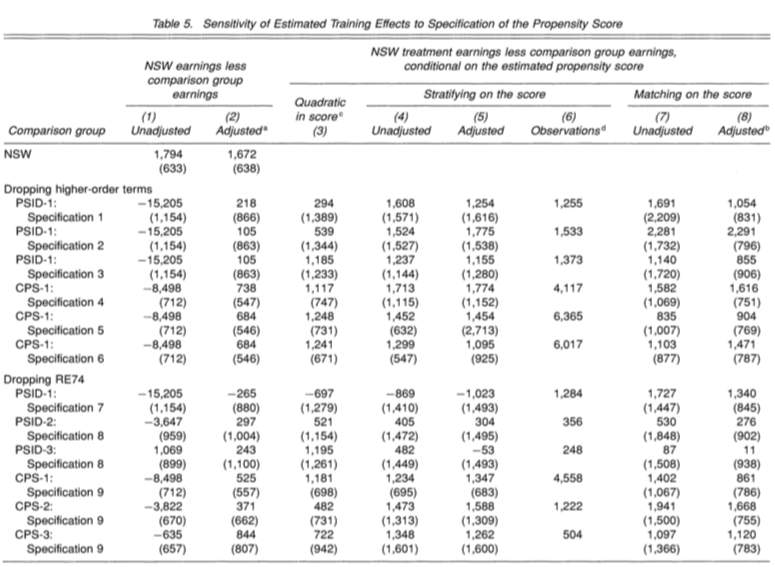 Table 5. Sensitivity of Estimated Training Effects to Specification of the Propensity Score
NSW earnings less comparison group earnings
NSW treatment earnings less comparison group earnings, conditional on the estimated propensity score
Quadratic in score^c
Stratifying on the score
Matching on the score
Comparison group (1) Unadjusted (2) Adjusted^a (3) (4) Unadjusted (5) Adjusted (6) Observations^d (7) Unadjusted (8) Adjusted^b
NSW 1,794 1,672
(633) (638)
Dropping higher-order terms
PSID-1: −15,205 218 294 1,608 1,254 1,255 1,691 1,054
Specification 1 (1,154) (866) (1,389) (1,571) (1,616) (2,209) (831)
PSID-1: −15,205 105 539 1,524 1,775 1,533 2,281 2,291
Specification 2 (1,154) (863) (1,344) (1,527) (1,538) (1,732) (796)
PSID-1: −15,205 105 1,185 1,237 1,155 1,373 1,140 855
Specification 3 (1,154) (863) (1,233) (1,144) (1,280) (1,720) (906)
CPS-1: −8,498 738 1,117 1,713 1,774 4,117 1,582 1,616
Specification 4 (712) (547) (747) (1,115) (1,152) (1,069) (751)
CPS-1: −8,498 684 1,248 1,452 1,454 6,365 835 904
Specification 5 (712) (546) (731) (632) (2,713) (1,007) (769)
CPS-1: −8,498 684 1,241 1,299 1,095 6,017 1,103 1,471
Specification 6 (712) (546) (671) (547) (925) (877) (787)
Dropping RE74
PSID-1: −15,205 −265 −697 −869 −1,023 1,284 1,727 1,340
Specification 7 (1,154) (880) (1,279) (1,410) (1,493) (1,447) (845)
PSID-2: −3,647 297 521 405 304 356 530 276
Specification 8 (959) (1,004) (1,154) (1,472) (1,495) (1,848) (902)
PSID-3: 1,069 243 1,195 482 −53 248 87 11
Specification 8 (899) (1,100) (1,261) (1,449) (1,493) (1,508) (938)
CPS-1: −8,498 525 1,181 1,234 1,347 4,558 1,402 861
Specification 9 (712) (557) (698) (695) (683) (1,067) (786)
CPS-2: −3,822 371 482 1,473 1,588 1,222 1,941 1,668
Specification 9 (670) (662) (731) (1,313) (1,309) (1,500) (755)
CPS-3: −635 844 722 1,348 1,262 504 1,097 1,120
Specification 9 (657) (807) (942) (1,601) (1,600) (1,366) (783)